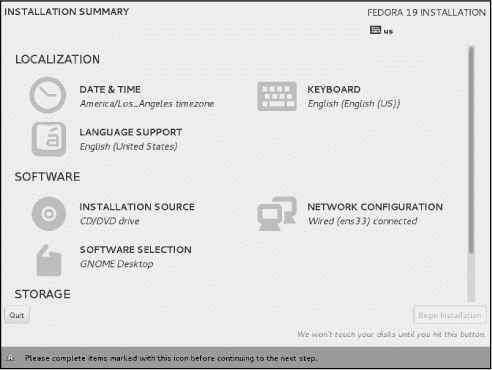 INSTALLATION SUMMARY
FEDORA 19 INSTALLATION
us
LOCALIZATION
DATE & TIME
America/Los_Angeles timezone
KEYBOARD
English (English (US))
LANGUAGE SUPPORT
English (United States)
SOFTWARE
INSTALLATION SOURCE
CD/DVD drive
NETWORK CONFIGURATION
Wired (ens33) connected
SOFTWARE SELECTION
GNOME Desktop
STORAGE
Quit
Begin Installation
We won't touch your disks until you hit this button.
Please complete items marked with this icon before continuing to the next step.